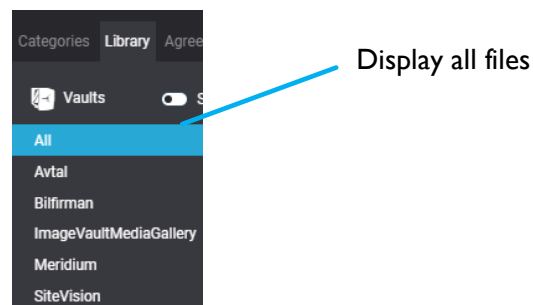 Categories Library Agree
Display all files
Vaults S
All
Avtal
Bilfirman
ImageVaultMediaGallery
Meridium
SiteVision